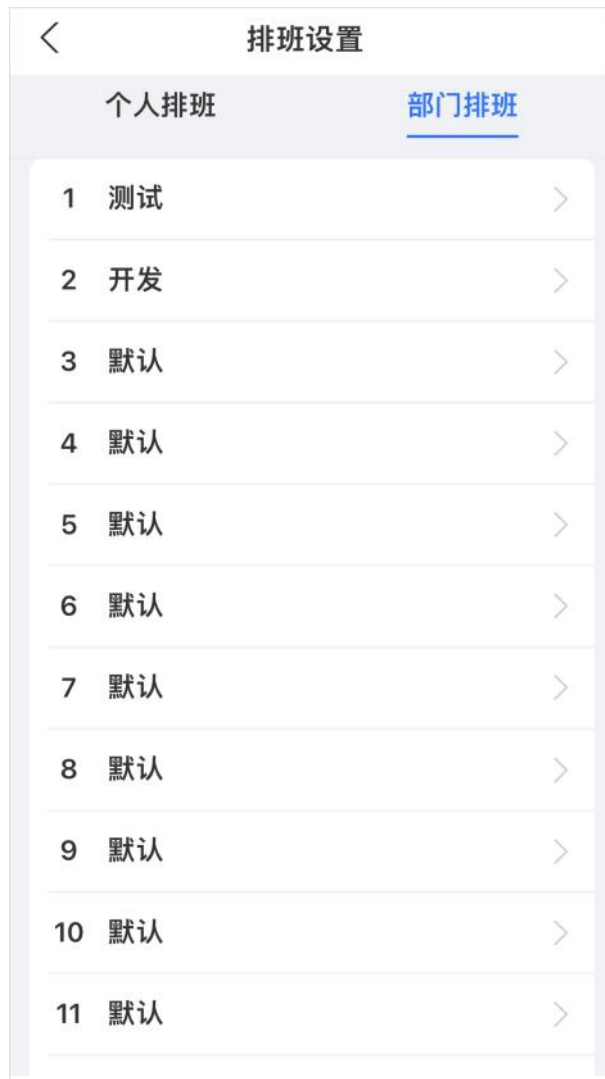 排班设置
个人排班 部门排班
1 测试
2 开发
3 默认
4 默认
5 默认
6 默认
7 默认
8 默认
9 默认
10 默认
11 默认